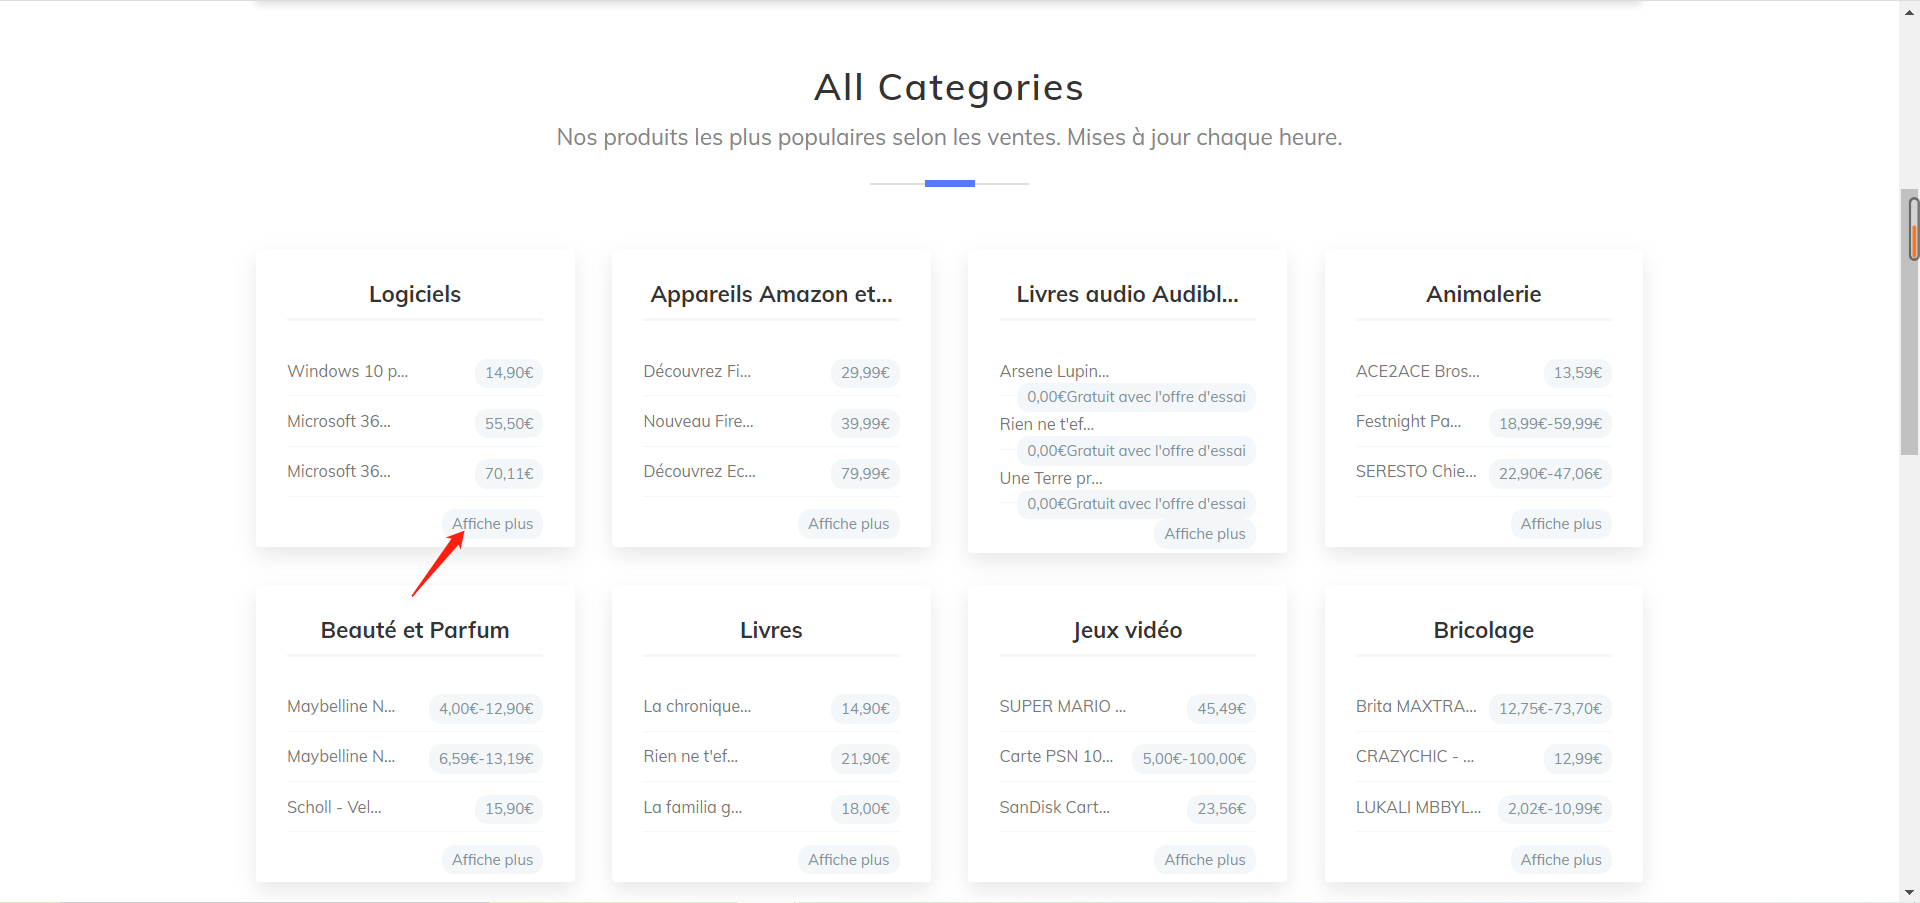 All Categories
Nos produits les plus populaires selon les ventes. Mises à jour chaque heure.
Logiciels
Windows 10 p... 14,90€
Microsoft 36... 55,50€
Microsoft 36... 70,11€
Affiche plus
Appareils Amazon et...
Découvrez Fi... 29,99€
Nouveau Fire... 39,99€
Découvrez Ec... 79,99€
Affiche plus
Livres audio Audibl...
Arsene Lupin...
0,00€Gratuit avec l'offre d'essai
Rien ne t'ef...
0,00€Gratuit avec l'offre d'essai
Une Terre pr...
0,00€Gratuit avec l'offre d'essai
Affiche plus
Animalerie
ACE2ACE Bros... 13,59€
Festnight Pa... 18,99€-59,99€
SERESTO Chie... 22,90€-47,06€
Affiche plus
Beauté et Parfum
Maybelline N... 4,00€-12,90€
Maybelline N... 6,59€-13,19€
Scholl - Vel... 15,90€
Affiche plus
Livres
La chronique... 14,90€
Rien ne t'ef... 21,90€
La familia g... 18,00€
Affiche plus
Jeux vidéo
SUPER MARIO ... 45,49€
Carte PSN 10... 5,00€-100,00€
SanDisk Cart... 23,56€
Affiche plus
Bricolage
Brita MAXTRA... 12,75€-73,70€
CRAZYCHIC - ... 12,99€
LUKALI MBBYL... 2,02€-10,99€
Affiche plus